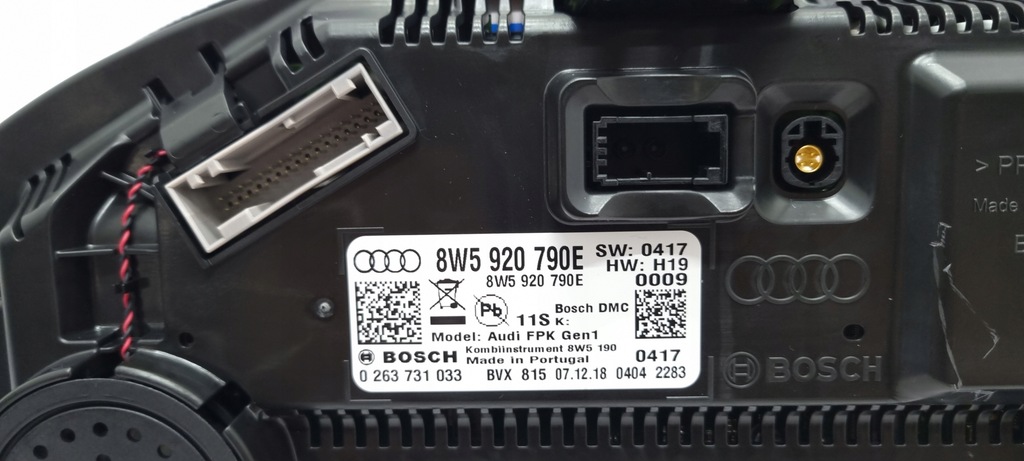 8W5 920 790E SW: 0417
HW: H19
8W5 920 790E 0009
Pb
Bosch DMC
11S K:
Model: Audi FPK Gen1
BOSCH Kombiinstrument 8W5 190
Made in Portugal 0417
0 263 731 033 BVX 815 07.12.18 0404 2283
BOSCH
> PP
Made